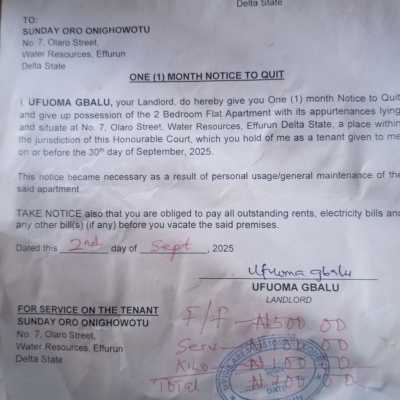 Delta State
TO:
SUNDAY ORO ONIGHOWOTU
No. 7, Olaro Street,
Water Resources, Effurun
Delta State
ONE (1) MONTH NOTICE TO QUIT
I, UFUOMA GBALU, your Landlord, do hereby give you One (1) month Notice to Quit
and give up possession of the 2 Bedroom Flat Apartment with its appurtenances lying
and situate at No. 7, Olaro Street, Water Resources, Effurun Delta State, a place within
the jurisdiction of this Honourable Court, which you hold of me as a tenant given to me
on or before the 30th day of September, 2025.
This notice became necessary as a result of personal usage/general maintenance of the
said apartment.
TAKE NOTICE also that you are obliged to pay all outstanding rents, electricity bills and
any other bill(s) (if any) before you vacate the said premises.
Dated this 2nd day of Sept, 2025
Ufuoma gbalu
UFUOMA GBALU
LANDLORD
FOR SERVICE ON THE TENANT
SUNDAY ORO ONIGHOWOTU
No. 7, Olaro Street,
Water Resources, Effurun
Delta State
F/f ₦500.00
Serv
Kilo
Total